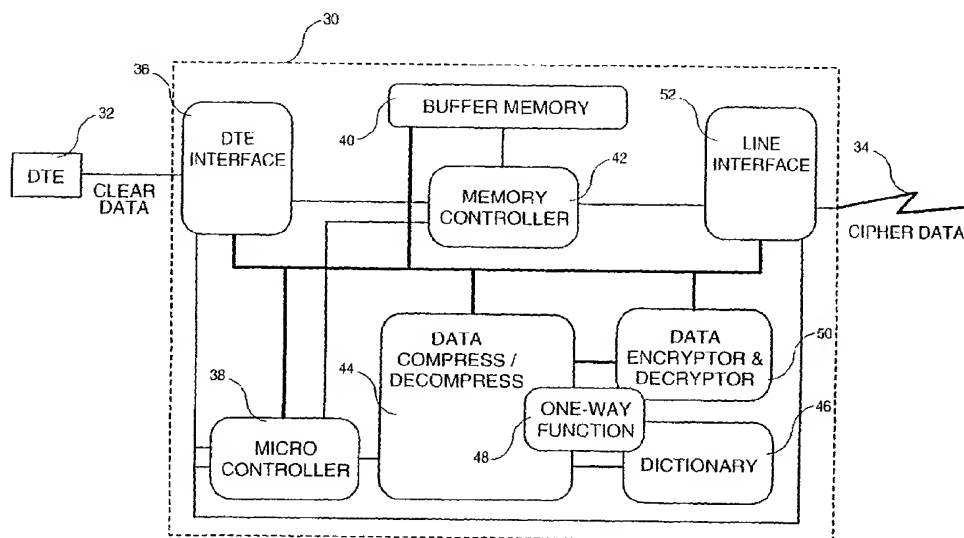 30
36
32
DTE
CLEAR
DATA
DTE
INTERFACE
BUFFER MEMORY
40
42
MEMORY
CONTROLLER
52
LINE
INTERFACE
34
CIPHER DATA
38
MICRO
CONTROLLER
44
DATA
COMPRESS /
DECOMPRESS
DATA
ENCRYPTOR &
DECRYPTOR
50
ONE-WAY
FUNCTION
48
46
DICTIONARY